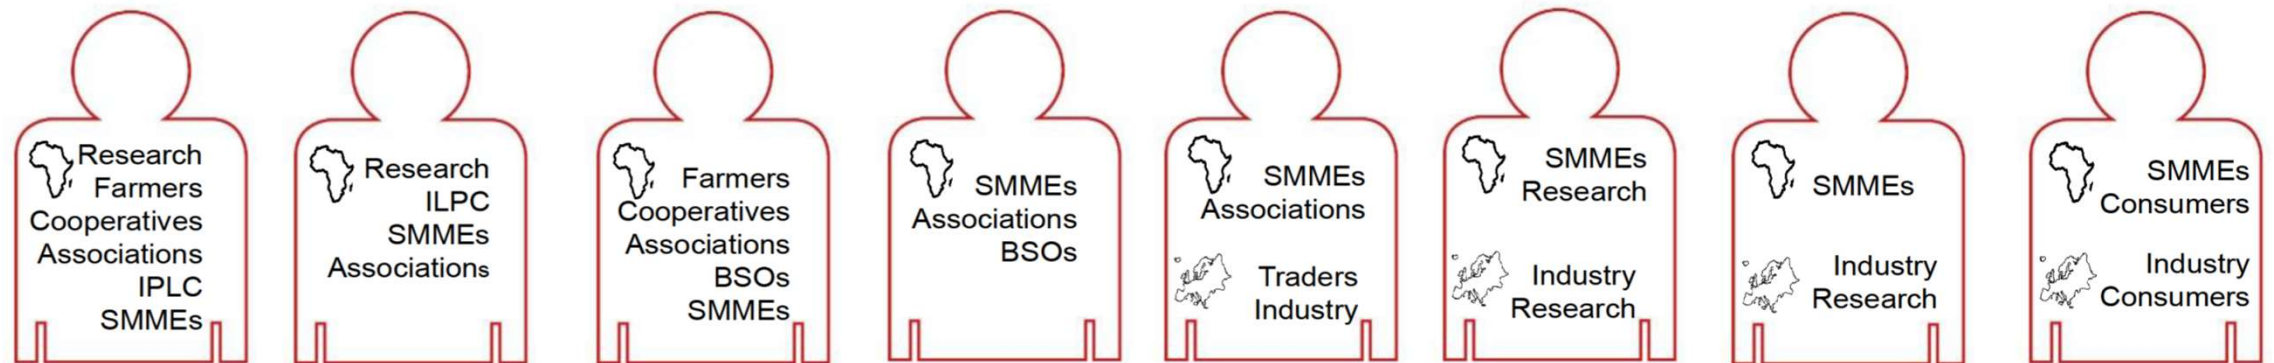 Research
Farmers
Cooperatives
Associations
IPLC
SMMEs
Research
ILPC
SMMEs
Associations
Farmers
Cooperatives
Associations
BSOs
SMMEs
SMMEs
Associations
BSOs
SMMEs
Associations
Traders
Industry
SMMEs
Research
Industry
Research
SMMEs
Industry
Research
SMMEs
Consumers
Industry
Consumers